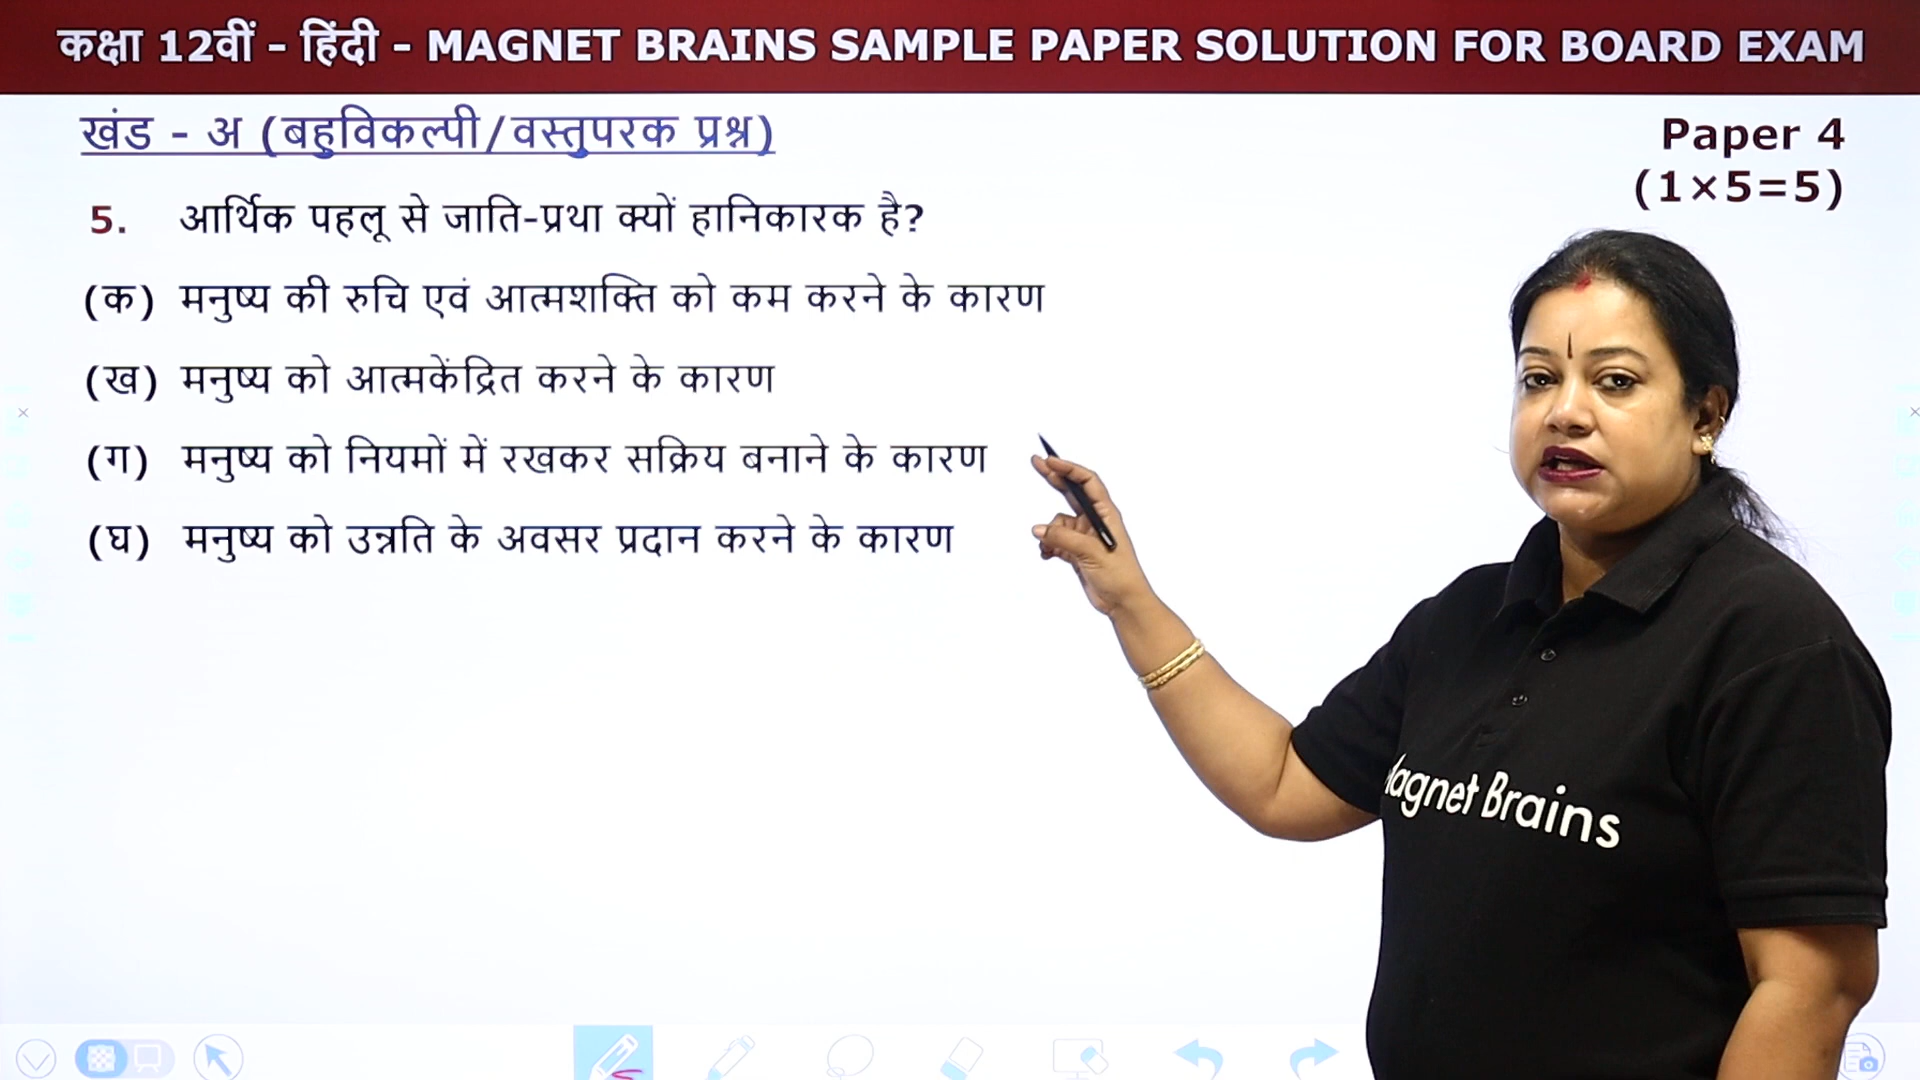 कक्षा 12वीं - हिंदी - MAGNET BRAINS SAMPLE PAPER SOLUTION FOR BOARD EXAM
खंड - अ (बहुविकल्पी/वस्तुपरक प्रश्न)
Paper 4
(1×5=5)
5. आर्थिक पहलू से जाति-प्रथा क्यों हानिकारक है?
(क) मनुष्य की रुचि एवं आत्मशक्ति को कम करने के कारण
(ख) मनुष्य को आत्मकेंद्रित करने के कारण
(ग) मनुष्य को नियमों में रखकर सक्रिय बनाने के कारण
(घ) मनुष्य को उन्नति के अवसर प्रदान करने के कारण
Magnet Brains